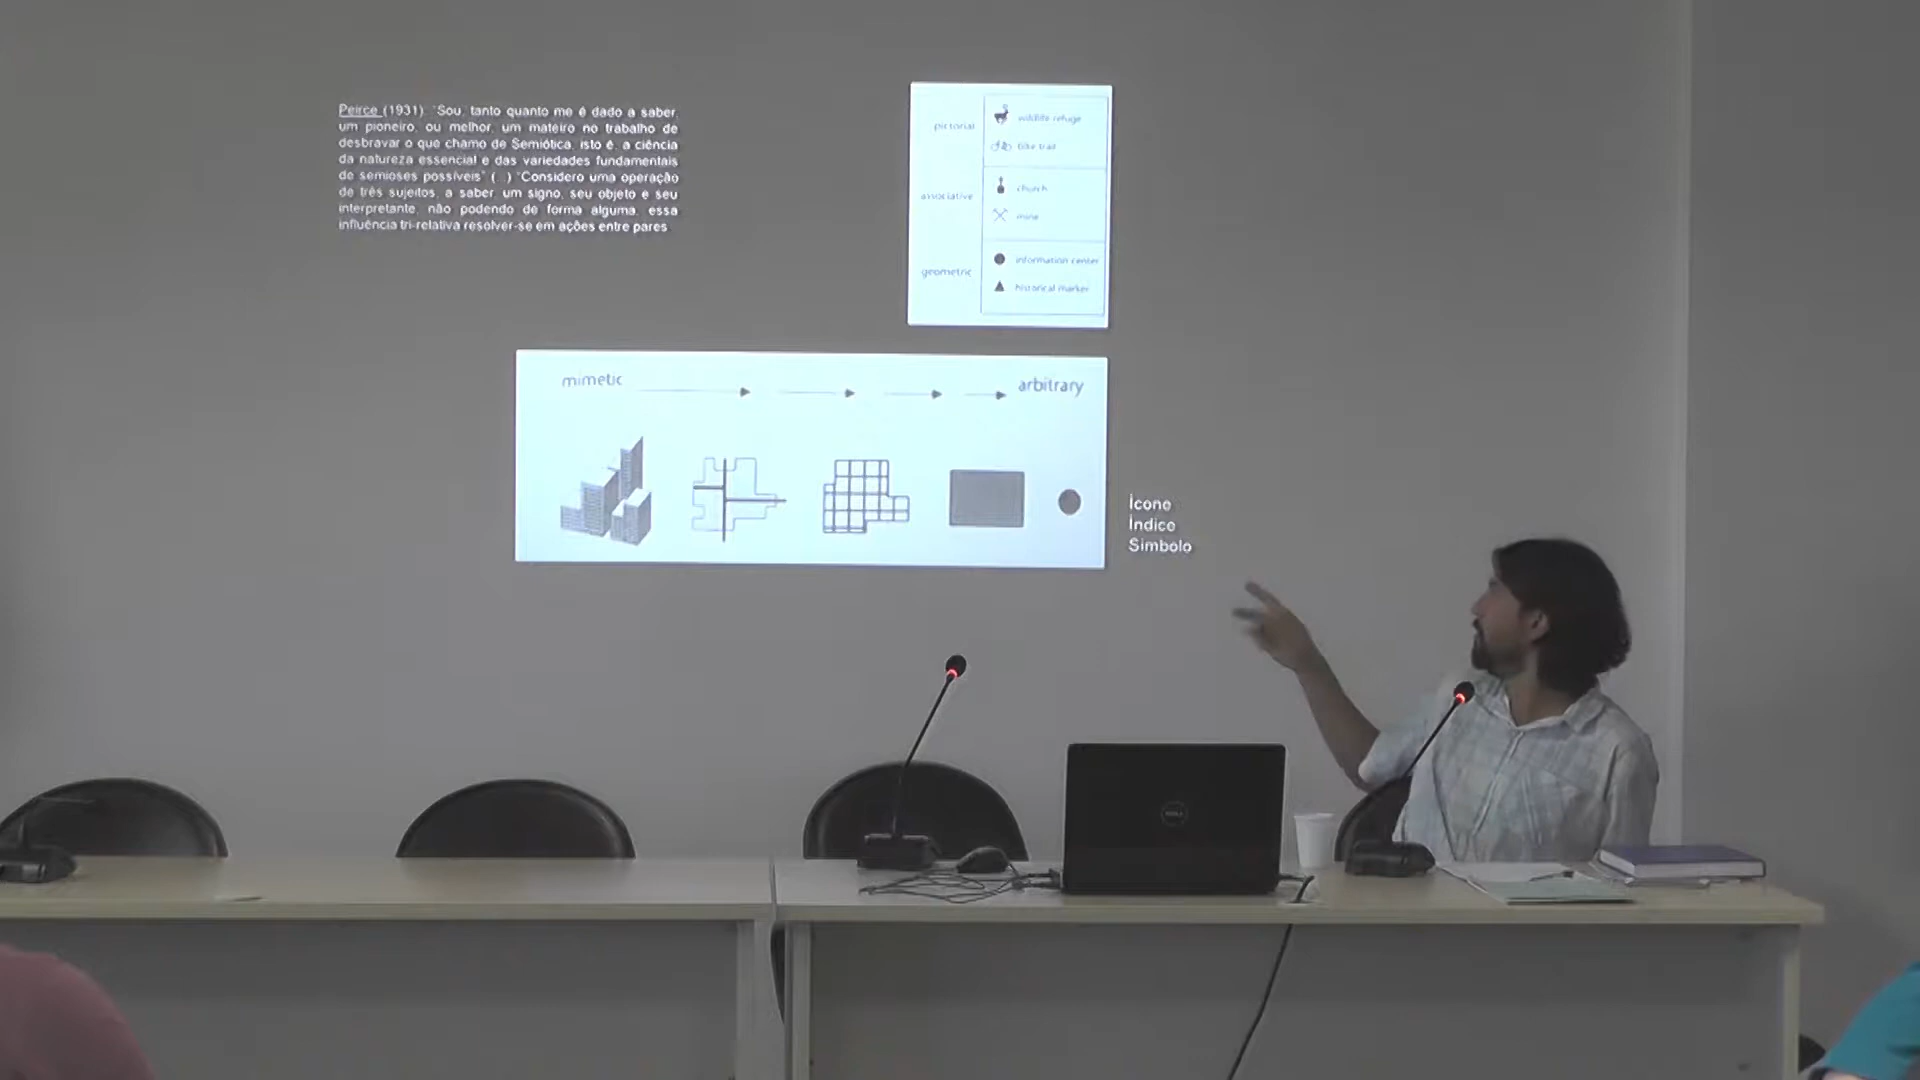 Peirce (1931): "Sou, tanto quanto me é dado a saber,
um pioneiro, ou melhor, um mateiro no trabalho de
desbravar o que chamo de Semiótica, isto é, a ciência
da natureza essencial e das variedades fundamentais
de semioses possíveis" (...) "Considero uma operação
de três sujeitos, a saber, um signo, seu objeto e seu
interpretante, não podendo de forma alguma, essa
influência tri-relativa resolver-se em ações entre pares
pictorial
wildlife refuge
bike trail
associative
church
mine
geometric
information center
historical marker
mimetic
arbitrary
Ícone
Índice
Símbolo
DELL